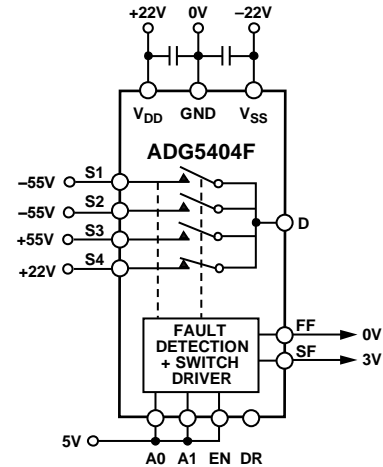 +22V 0V −22V
VDD GND VSS
ADG5404F
−55V S1
−55V S2
+55V S3
+22V S4
D
FAULT
DETECTION
+ SWITCH
DRIVER
FF 0V
SF 3V
5V
A0 A1 EN DR